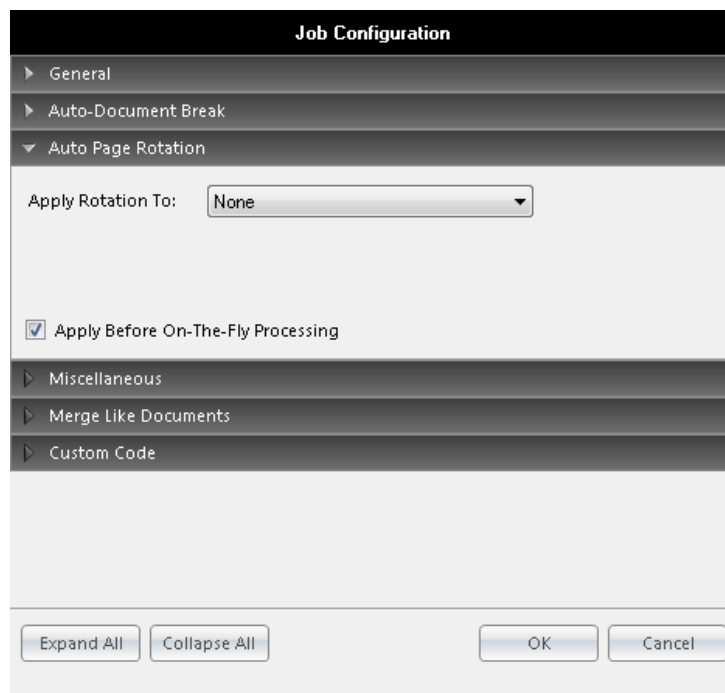 Job Configuration
General
Auto-Document Break
Auto Page Rotation
Apply Rotation To: None
Apply Before On-The-Fly Processing
Miscellaneous
Merge Like Documents
Custom Code
Expand All Collapse All OK Cancel